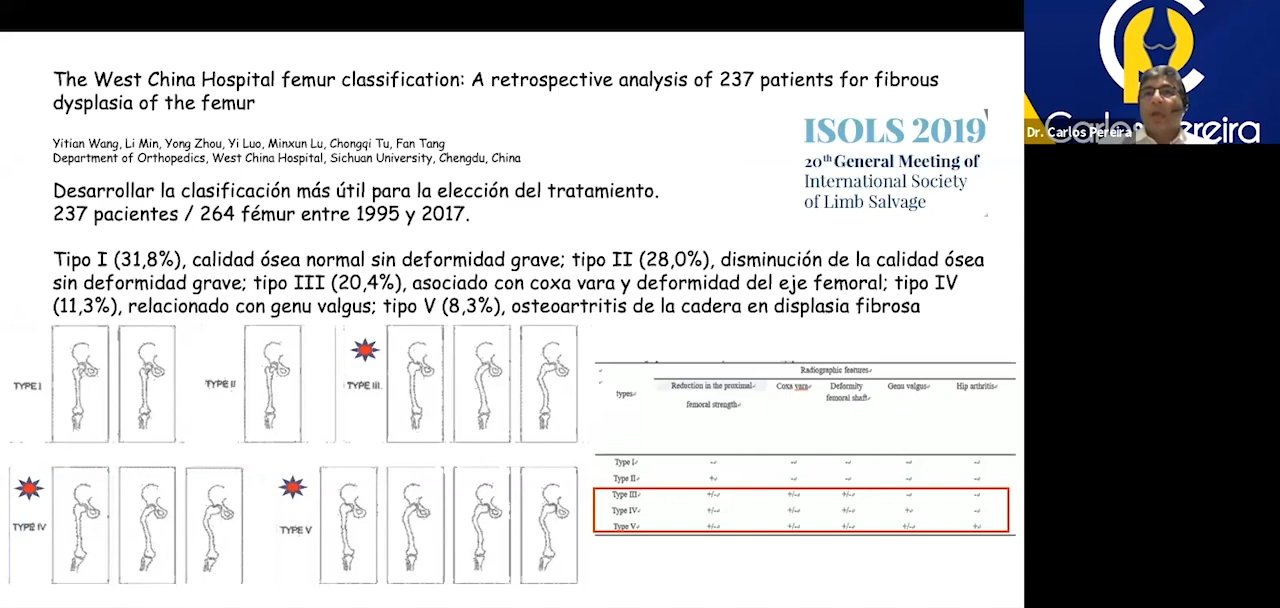 The West China Hospital femur classification: A retrospective analysis of 237 patients for fibrous
dysplasia of the femur
Yitian Wang, Li Min, Yong Zhou, Yi Luo, Minxun Lu, Chongqi Tu, Fan Tang
Department of Orthopedics, West China Hospital, Sichuan University, Chengdu, China
ISOLS 2019
20th General Meeting of
International Society
of Limb Salvage
Desarrollar la clasificación más útil para la elección del tratamiento.
237 pacientes / 264 fémur entre 1995 y 2017.
Tipo I (31,8%), calidad ósea normal sin deformidad grave; tipo II (28,0%), disminución de la calidad ósea
sin deformidad grave; tipo III (20,4%), asociado con coxa vara y deformidad del eje femoral; tipo IV
(11,3%), relacionado con genu valgus; tipo V (8,3%), osteoartritis de la cadera en displasia fibrosa
TYPE I
TYPE II
TYPE III.
TYPE IV
TYPE V
Radiographic features
types
Reduction in the proximal
femoral strength
Coxa vara
Deformity
femoral shaft
Genu valgus
Hip arthritis
Type I - - - - -
Type II + - - - -
Type III +/- +/- +/- - -
Type IV +/- +/- +/- + -
Type V +/- +/- +/- +/- +
Dr. Carlos Pereira